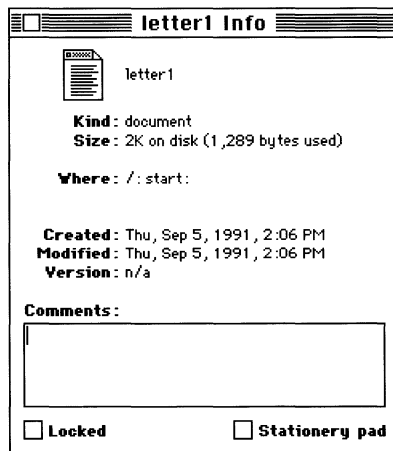 letter1 Info
letter1
Kind: document
Size: 2K on disk (1,289 bytes used)
Where: /: start:
Created: Thu, Sep 5, 1991, 2:06 PM
Modified: Thu, Sep 5, 1991, 2:06 PM
Version: n/a
Comments:
Locked Stationery pad